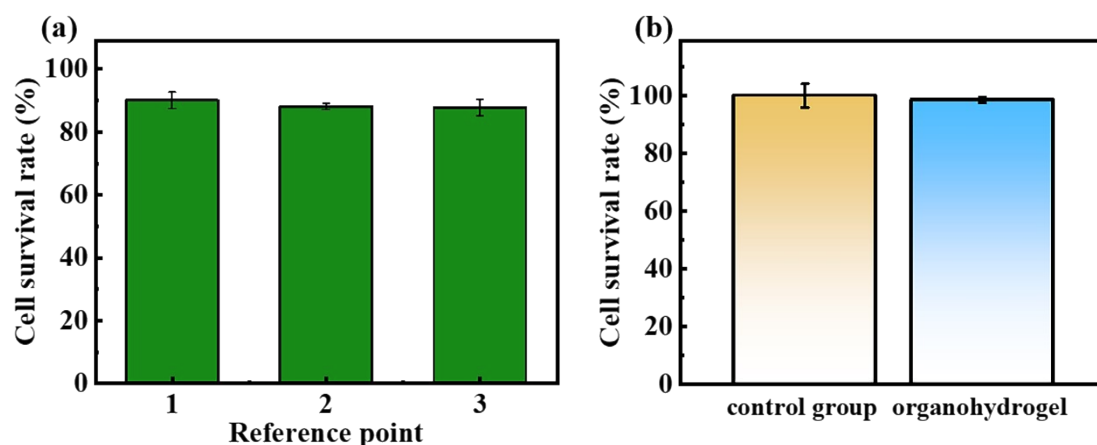 (a)
Cell survival rate (%)
100
80
60
40
20
0
1 2 3
Reference point
(b)
Cell survival rate (%)
100
80
60
40
20
0
control group organohydrogel